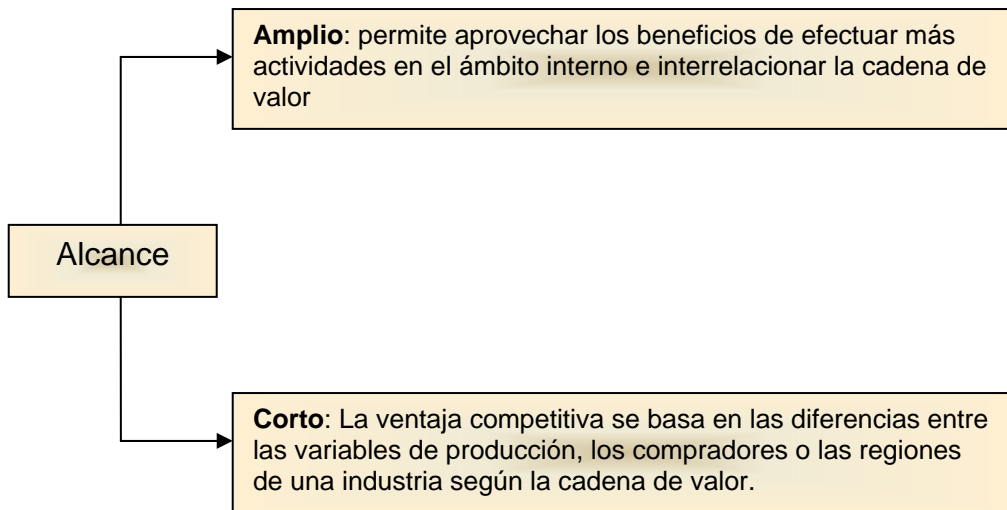 Amplio: permite aprovechar los beneficios de efectuar más
actividades en el ámbito interno e interrelacionar la cadena de
valor
Alcance
Corto: La ventaja competitiva se basa en las diferencias entre
las variables de producción, los compradores o las regiones
de una industria según la cadena de valor.